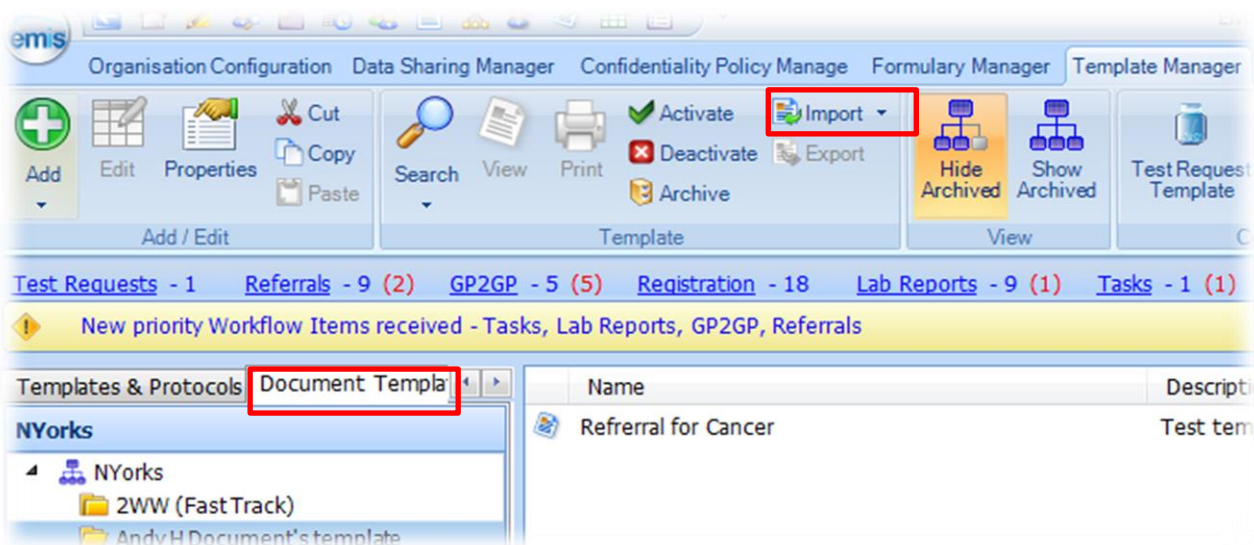 emis
Organisation Configuration Data Sharing Manager Confidentiality Policy Manage Formulary Manager Template Manager
Add Edit Properties Cut Copy Paste Search View Print Activate Deactivate Archive Import Export Hide Archived Show Archived Test Request Template
Add / Edit Template View
Test Requests - 1 Referrals - 9 (2) GP2GP - 5 (5) Registration - 18 Lab Reports - 9 (1) Tasks - 1 (1)
New priority Workflow Items received - Tasks, Lab Reports, GP2GP, Referrals
Templates & Protocols Document Templa Name Descripti
NYorks Refrerral for Cancer Test tem
NYorks
2WW (Fast Track)
Andy H Document's template